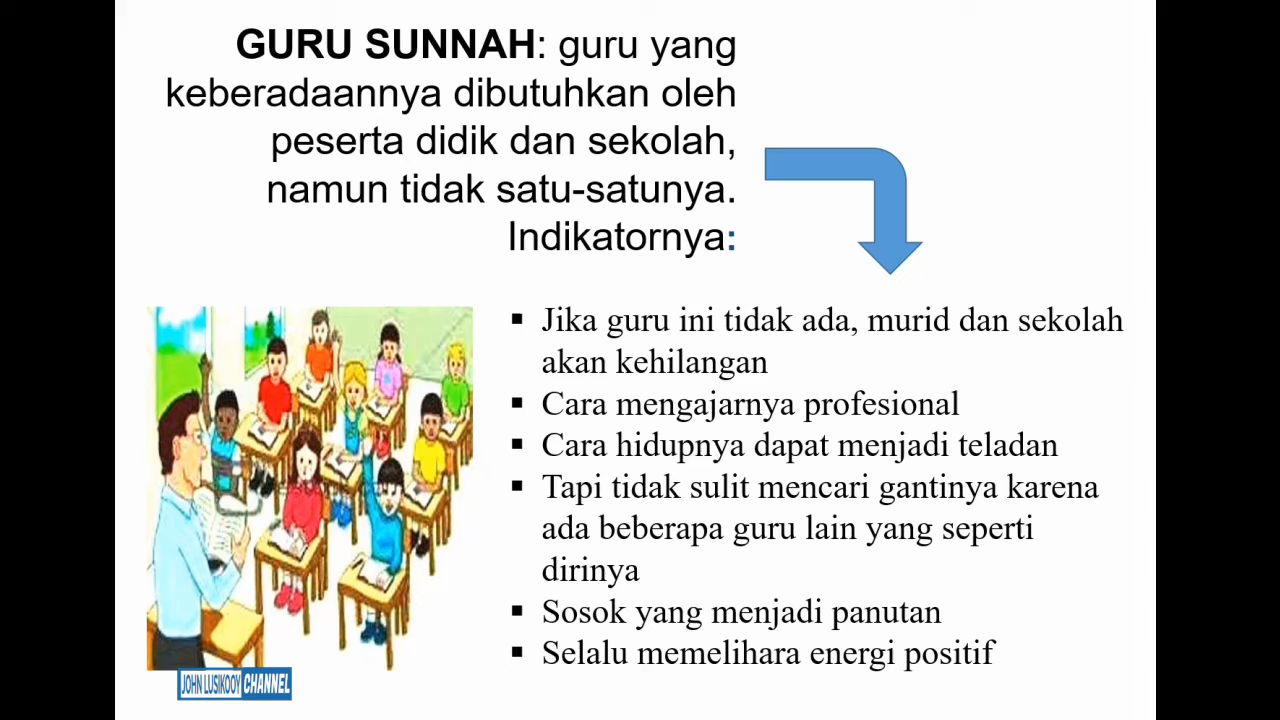 GURU SUNNAH: guru yang
keberadaannya dibutuhkan oleh
peserta didik dan sekolah,
namun tidak satu-satunya.
Indikatornya:
▪ Jika guru ini tidak ada, murid dan sekolah
akan kehilangan
▪ Cara mengajarnya profesional
▪ Cara hidupnya dapat menjadi teladan
▪ Tapi tidak sulit mencari gantinya karena
ada beberapa guru lain yang seperti
dirinya
▪ Sosok yang menjadi panutan
▪ Selalu memelihara energi positif
JOHN LUSIKOOY CHANNEL